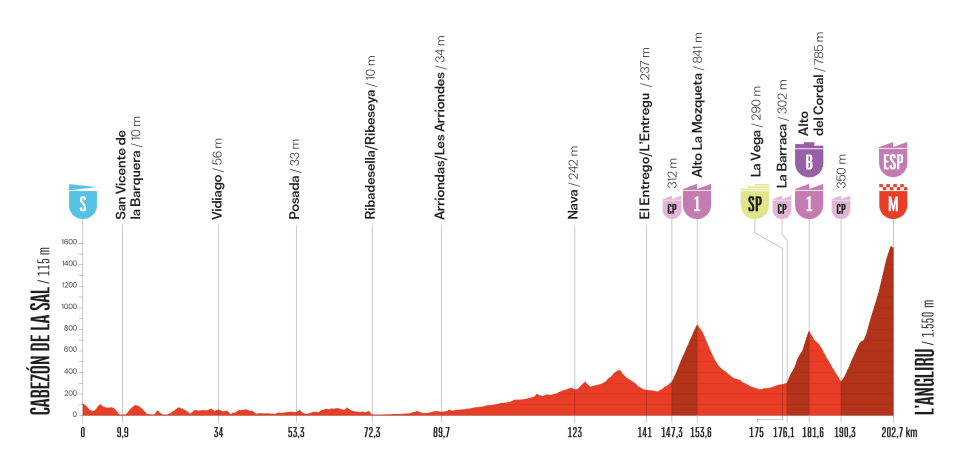 CABEZÓN DE LA SAL / 115 m
S
San Vicente de
la Barquera / 10 m
Vidiago / 56 m
Posada / 33 m
Ribadesella/Ribeseya / 10 m
Arriondas/Les Arriondes / 34 m
Nava / 242 m
El Entrego/L'Entregu / 237 m
312 m
CP
Alto La Mozqueta / 841 m
1
La Vega / 290 m
SP
La Barraca / 302 m
CP
Alto
del Cordal / 785 m
B
1
350 m
CP
ESP
M
L'ANGLIRU / 1.550 m
1600
1400
1200
1000
800
600
400
200
0
0
9,9
34
53,3
72,3
89,7
123
141
147,3
153,6
175
176,1
181,6
190,3
202,7 km